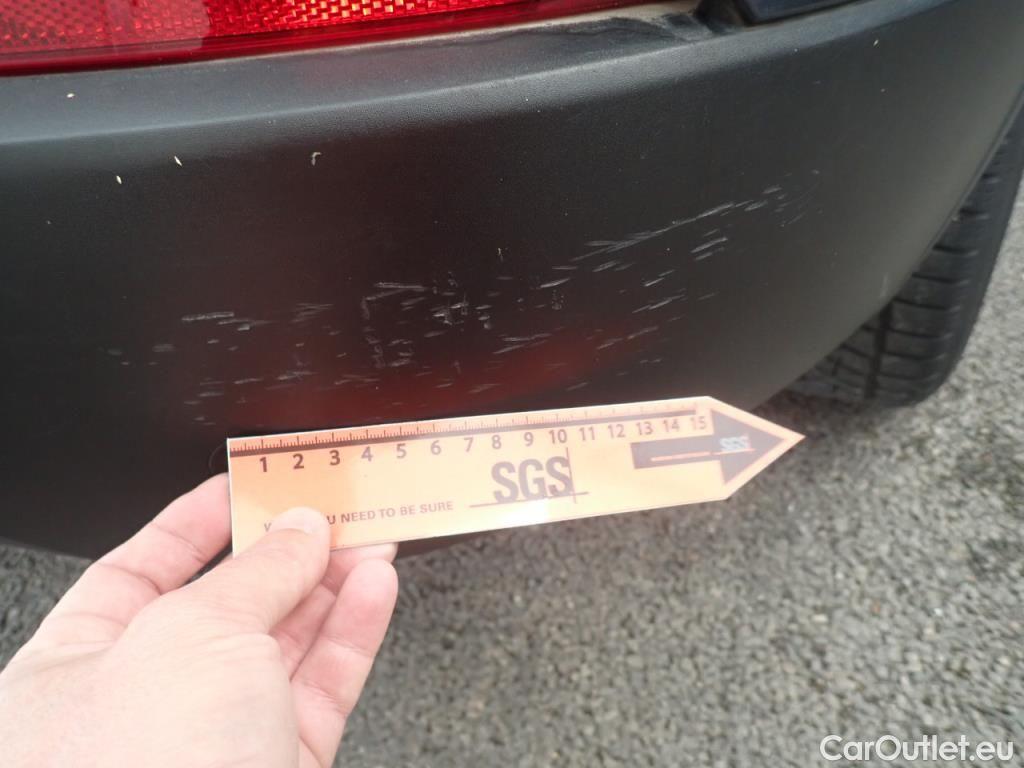 1 2 3 4 5 6 7 8 9 10 11 12 13 14 15
SGS
SGS
U NEED TO BE SURE
CarOutlet.eu